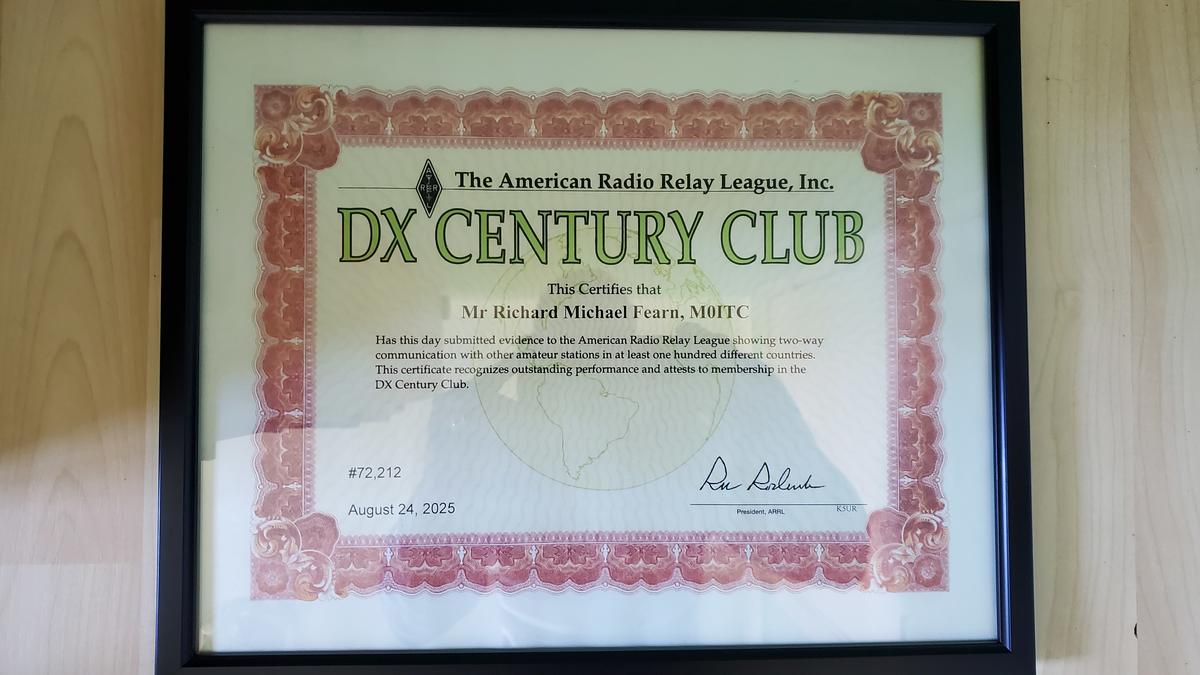 The American Radio Relay League, Inc.
DX CENTURY CLUB
This Certifies that
Mr Richard Michael Fearn, M0ITC
Has this day submitted evidence to the American Radio Relay League showing two-way
communication with other amateur stations in at least one hundred different countries.
This certificate recognizes outstanding performance and attests to membership in the
DX Century Club.
#72,212
August 24, 2025
President, ARRL
K5UR